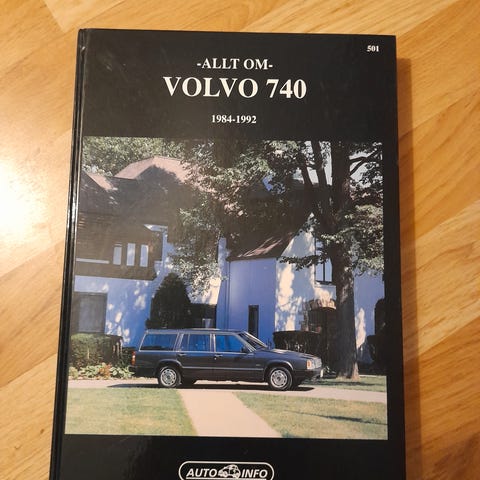 501
-ALLT OM-
VOLVO 740
1984-1992
AUTO INFO